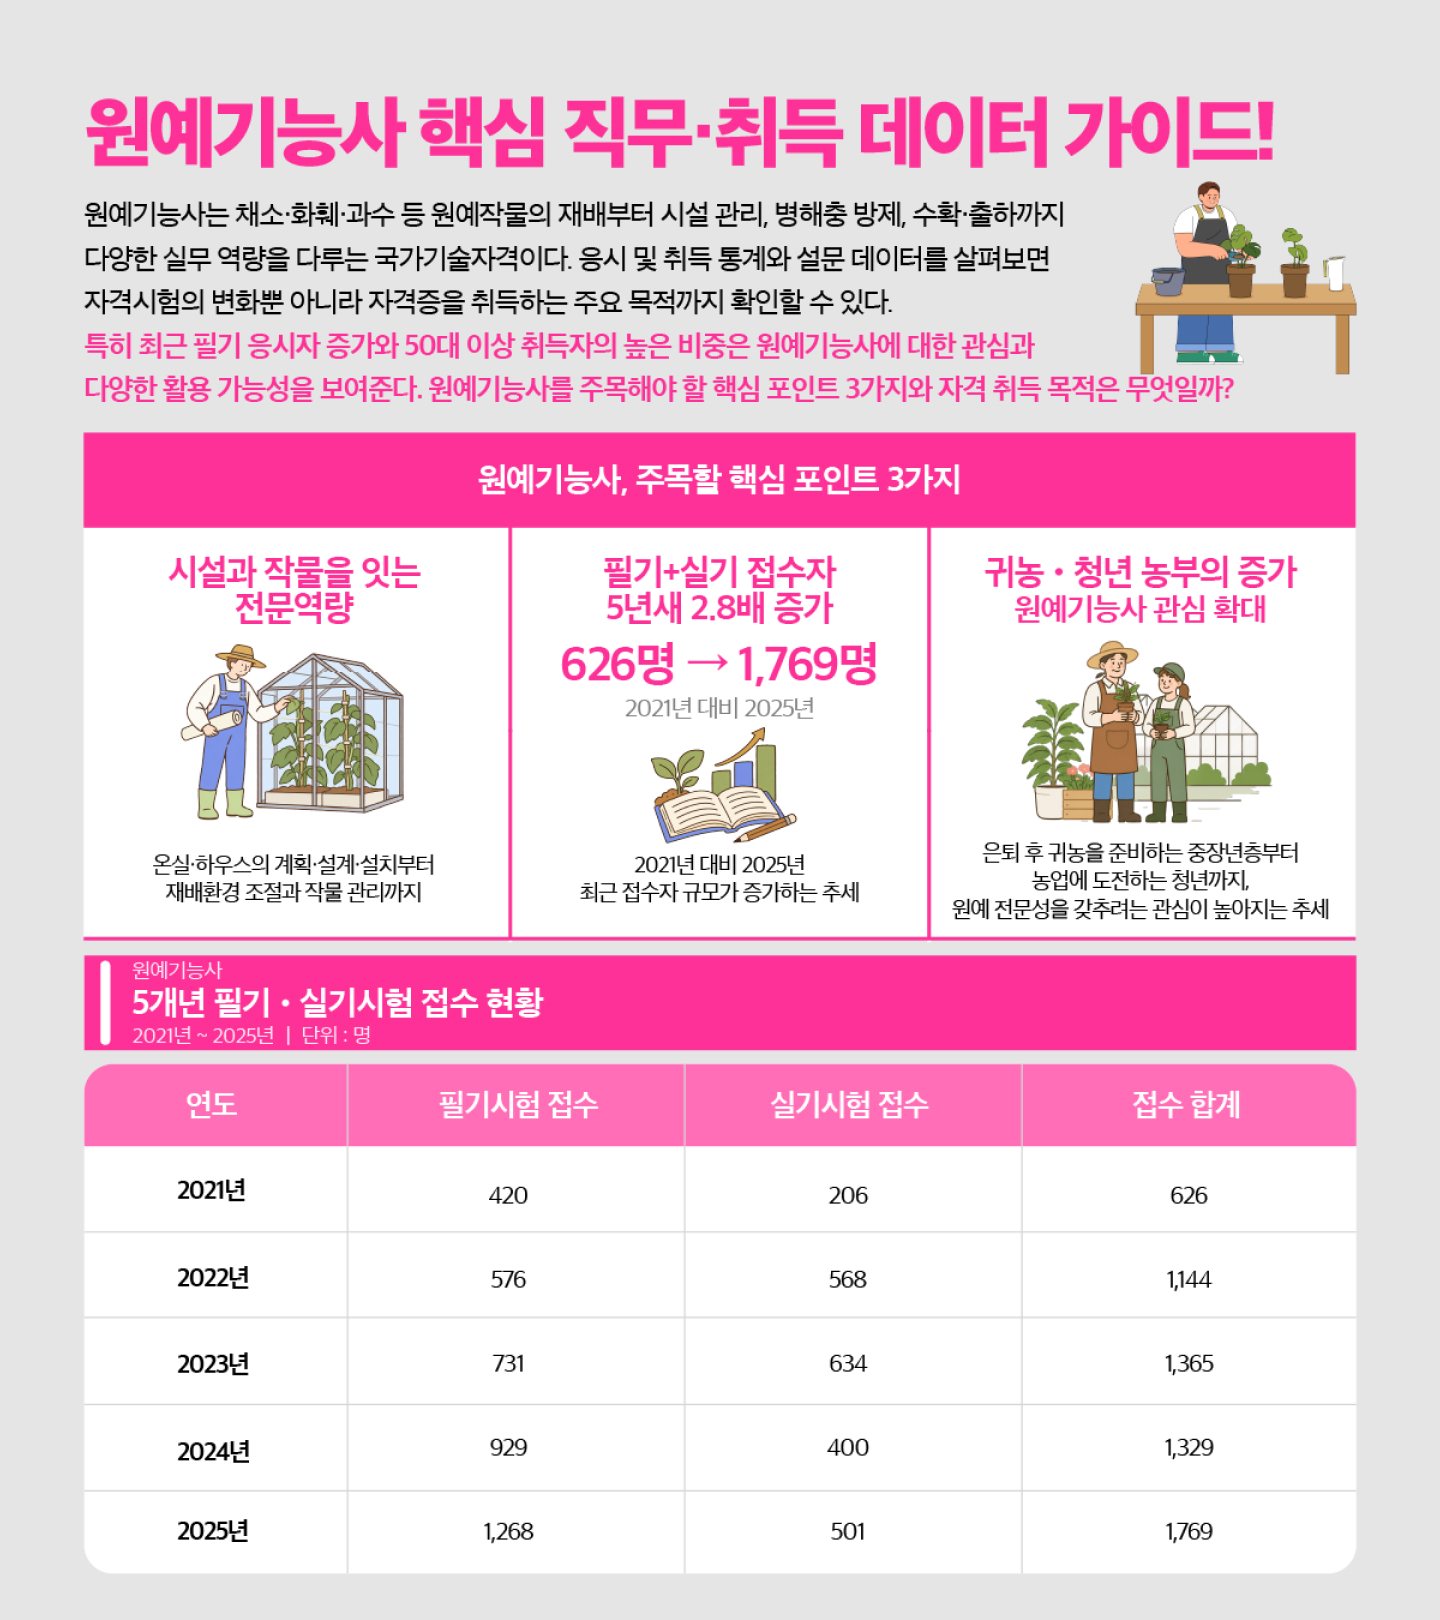 원예기능사 핵심 직무·취득 데이터 가이드!
원예기능사는 채소·화훼·과수 등 원예작물의 재배부터 시설 관리, 병해충 방제, 수확·출하까지
다양한 실무 역량을 다루는 국가기술자격이다. 응시 및 취득 통계와 설문 데이터를 살펴보면
자격시험의 변화뿐 아니라 자격증을 취득하는 주요 목적까지 확인할 수 있다.
특히 최근 필기 응시자 증가와 50대 이상 취득자의 높은 비중은 원예기능사에 대한 관심과
다양한 활용 가능성을 보여준다. 원예기능사를 주목해야 할 핵심 포인트 3가지와 자격 취득 목적은 무엇일까?
원예기능사, 주목할 핵심 포인트 3가지
시설과 작물을 잇는
전문역량
온실·하우스의 계획·설계·설치부터
재배환경 조절과 작물 관리까지
필기+실기 접수자
5년새 2.8배 증가
626명 → 1,769명
2021년 대비 2025년
2021년 대비 2025년
최근 접수자 규모가 증가하는 추세
귀농·청년 농부의 증가
원예기능사 관심 확대
은퇴 후 귀농을 준비하는 중장년층부터
농업에 도전하는 청년까지,
원예 전문성을 갖추려는 관심이 높아지는 추세
원예기능사
5개년 필기·실기시험 접수 현황
2021년 ~ 2025년 | 단위 : 명
연도 필기시험 접수 실기시험 접수 접수 합계
2021년 420 206 626
2022년 576 568 1,144
2023년 731 634 1,365
2024년 929 400 1,329
2025년 1,268 501 1,769